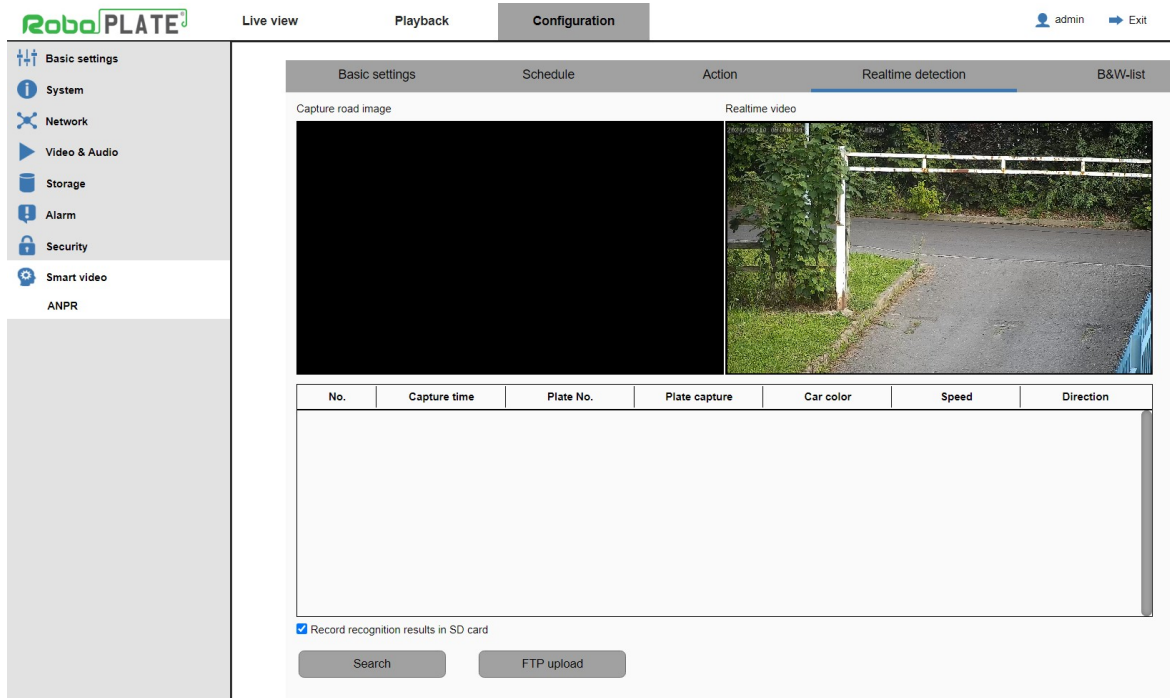 RoboPLATE
Live view Playback Configuration admin Exit
Basic settings
System
Network
Video & Audio
Storage
Alarm
Security
Smart video
ANPR
Basic settings Schedule Action Realtime detection B&W-list
Capture road image Realtime video
No. Capture time Plate No. Plate capture Car color Speed Direction
Record recognition results in SD card
Search FTP upload